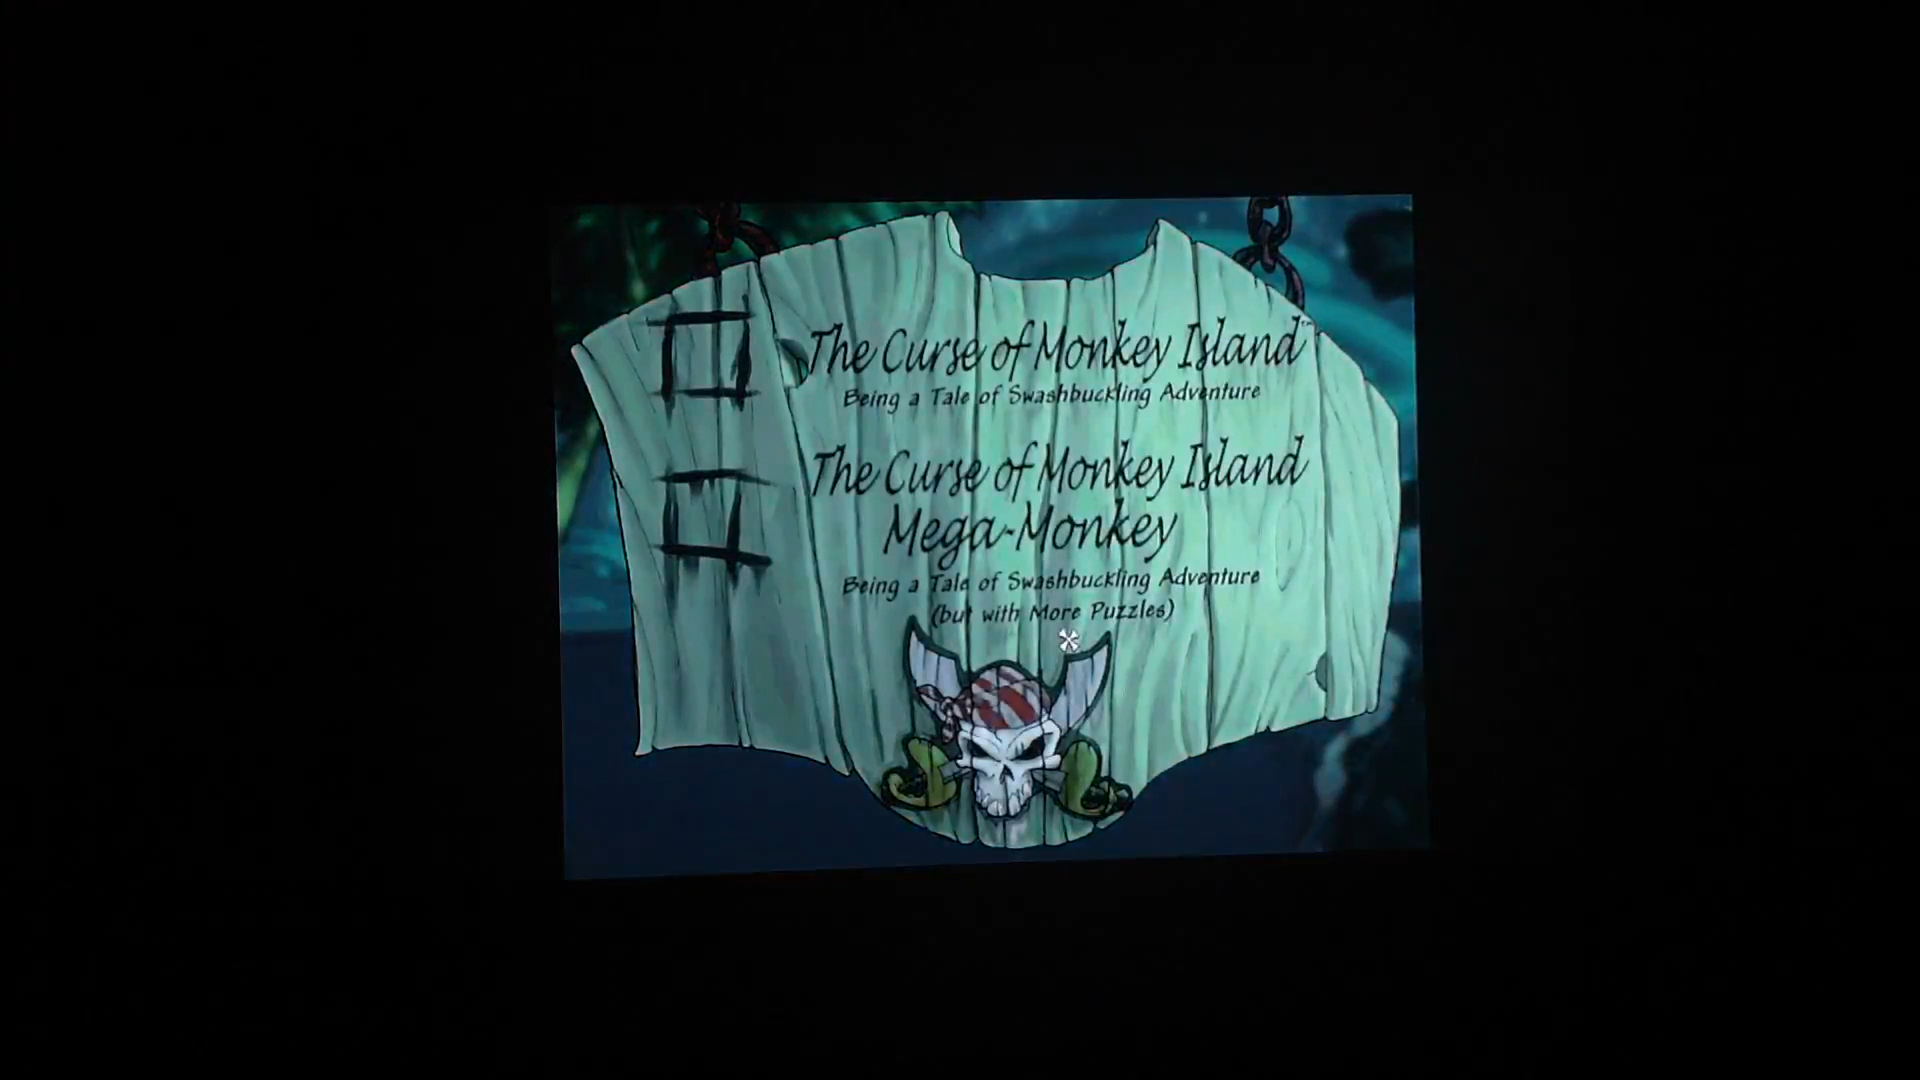 The Curse of Monkey Island™
Being a Tale of Swashbuckling Adventure
The Curse of Monkey Island
Mega-Monkey
Being a Tale of Swashbuckling Adventure
(but with More Puzzles)